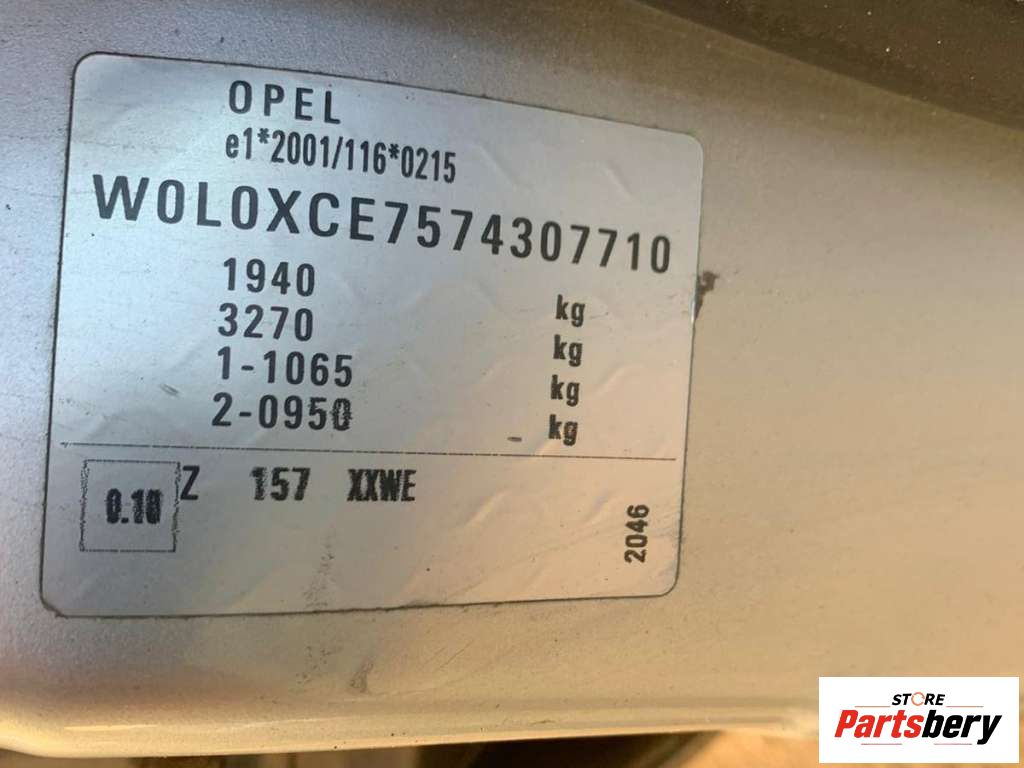 OPEL
e1*2001/116*0215
W0L0XCE7574307710
1940 kg
3270 kg
1-1065 kg
2-0950 kg
0.10 Z 157 XXWE
2046
STORE
Partsbery